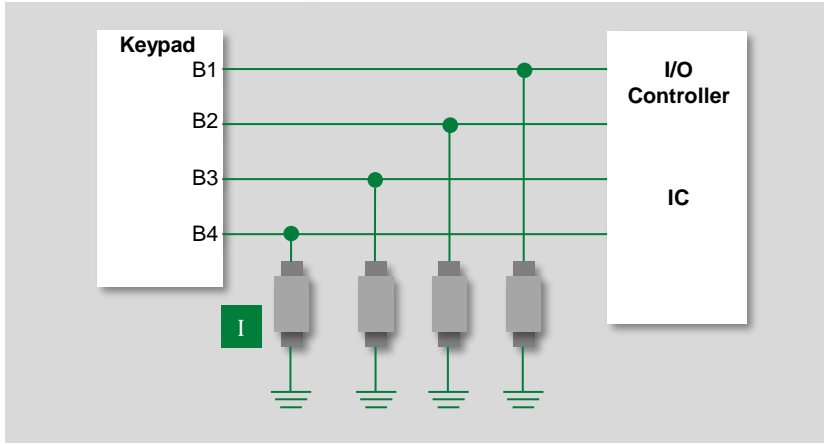 Keypad
B1
B2
B3
B4
I/O
Controller
IC
I